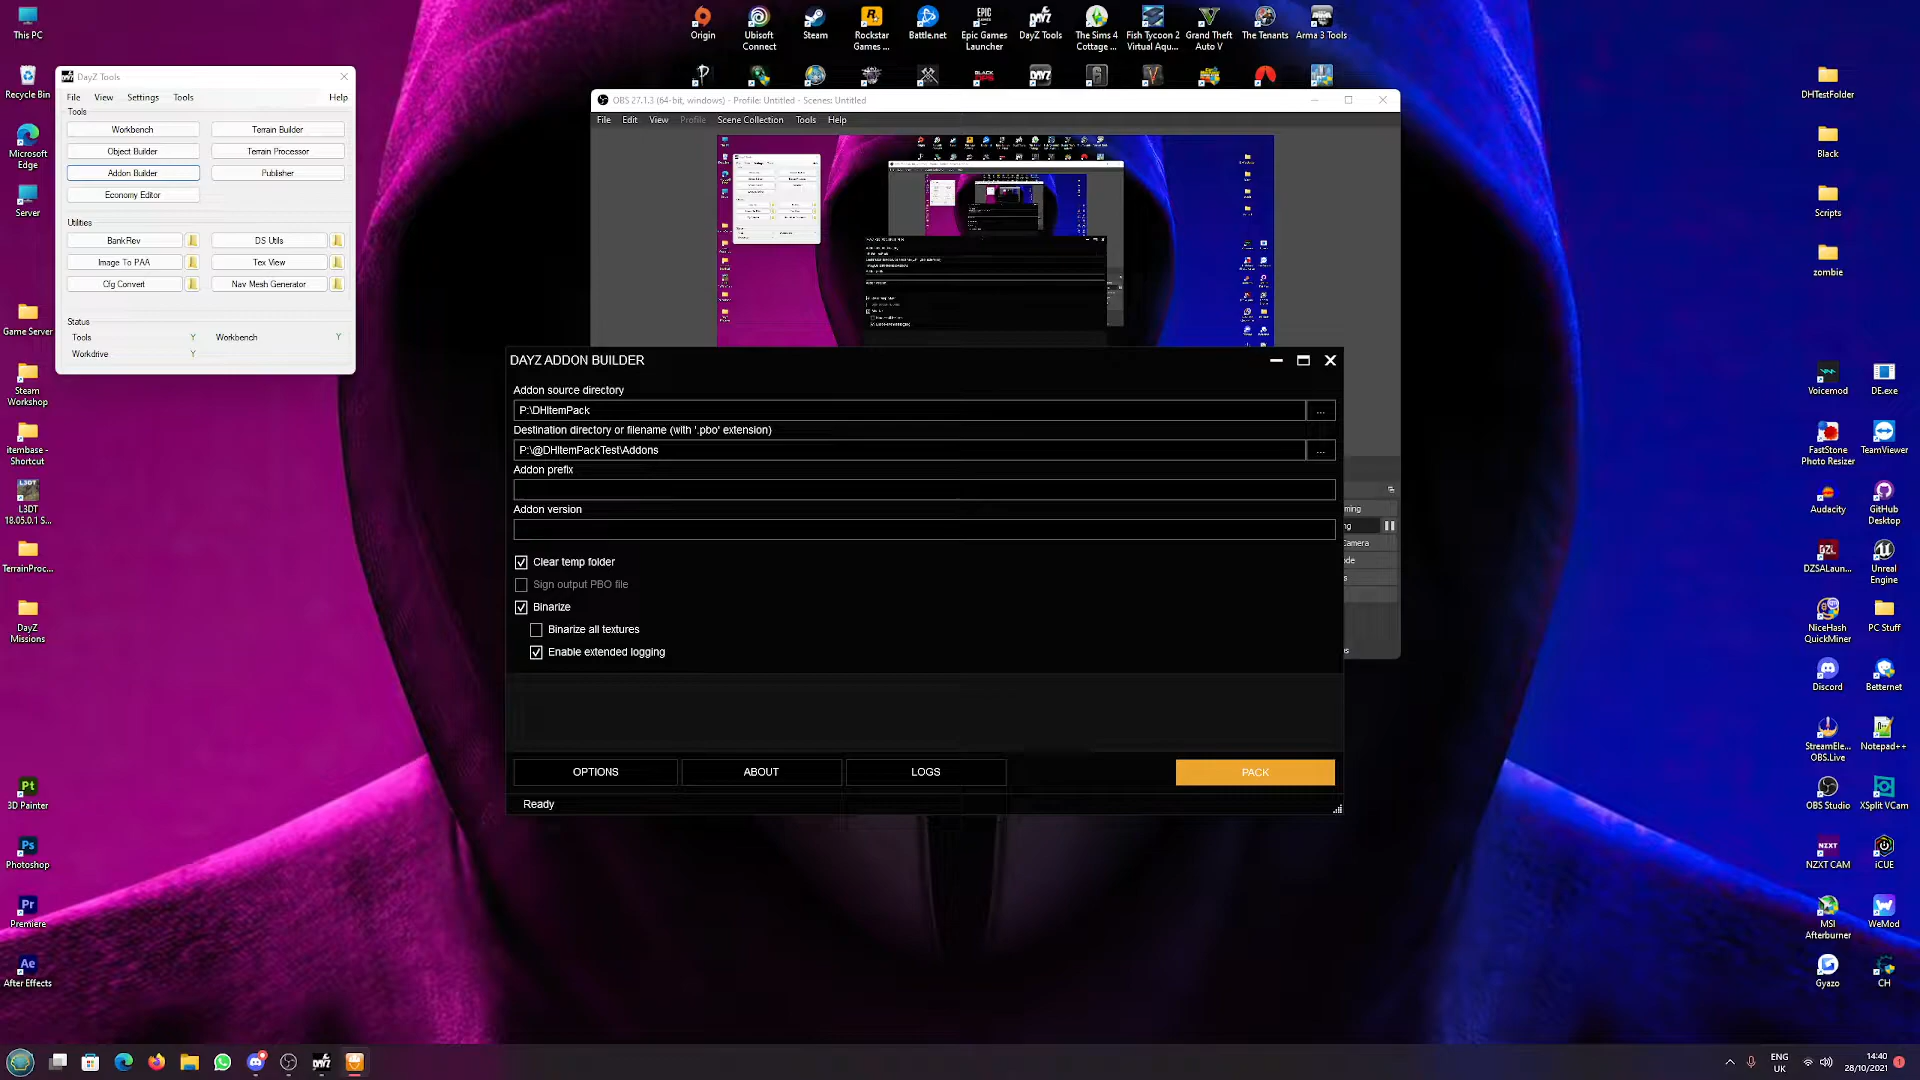 This PC
Recycle Bin
Microsoft
Edge
Server
Game Server
Steam
Workshop
itembase -
Shortcut
L3DT
18.05.0.1 S...
TerrainProc...
DayZ
Missions
3D Painter
Photoshop
Premiere
After Effects
DayZ Tools
File
View
Settings
Tools
Help
Tools
Workbench
Terrain Builder
Object Builder
Terrain Processor
Addon Builder
Publisher
Economy Editor
Utilities
BankRev
DS Utils
Image To PAA
Tex View
Cfg Convert
Nav Mesh Generator
Status
Tools
Y
Workbench
Y
Workdrive
Y
Origin
Ubisoft
Connect
Steam
Rockstar
Games ...
Battle.net
Epic Games
Launcher
DayZ Tools
The Sims 4
Cottage ...
Fish Tycoon 2
Virtual Aqu...
Grand Theft
Auto V
The Tenants
Arma 3 Tools
OBS 27.1.3 (64-bit, windows) - Profile: Untitled - Scenes: Untitled
File
Edit
View
Profile
Scene Collection
Tools
Help
DAYZ ADDON BUILDER
Addon source directory
P:\DHItemPack
...
Destination directory or filename (with '.pbo' extension)
P:\@DHItemPackTest\Addons
...
Addon prefix
Addon version
Clear temp folder
Sign output PBO file
Binarize
Binarize all textures
Enable extended logging
OPTIONS
ABOUT
LOGS
PACK
Ready
DHTestFolder
Black
Scripts
zombie
Voicemod
DE.exe
FastStone
Photo Resizer
TeamViewer
Audacity
GitHub
Desktop
DZSALaun...
Unreal
Engine
NiceHash
QuickMiner
PC Stuff
Discord
Betternet
StreamEle...
OBS.Live
Notepad++
OBS Studio
XSplit VCam
NZXT CAM
iCUE
MSI
Afterburner
WeMod
Gyazo
CH
ENG
UK
14:40
28/10/2021
1